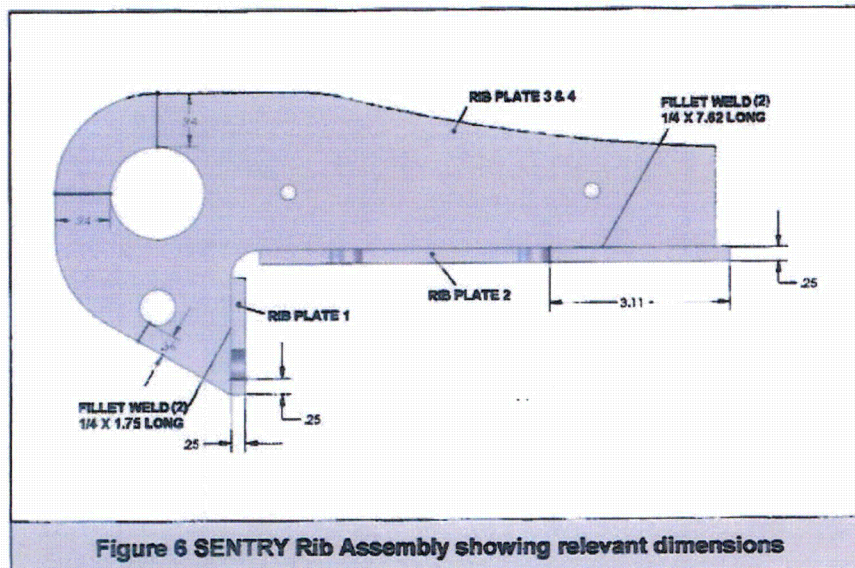 RIB PLATE 3 & 4
FILLET WELD (2)
1/4 X 7.62 LONG
.94
.94
RIB PLATE 2
.25
3.11
RIB PLATE 1
FILLET WELD (2)
1/4 X 1.75 LONG
.25
.25
Figure 6 SENTRY Rib Assembly showing relevant dimensions